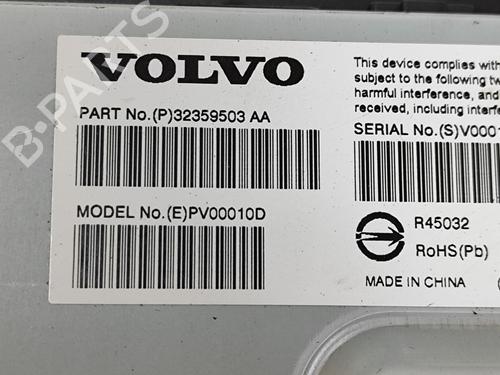 VOLVO
PART No.(P)32359503 AA
MODEL No.(E)PV00010D
This device complies with
subject to the following tw
harmful interference, and
received, including interfe
SERIAL No.(S)V0001
R45032
RoHS(Pb)
MADE IN CHINA
B-PARTS